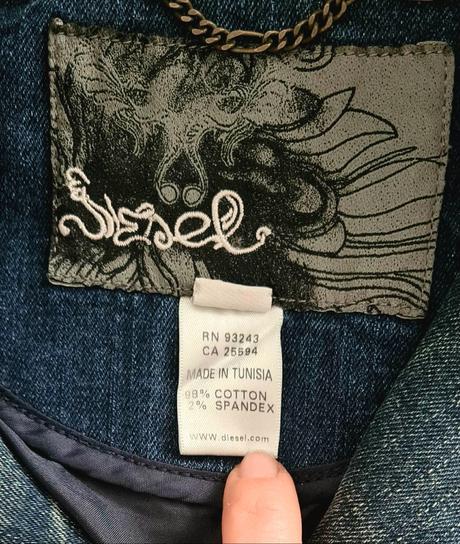 Diesel
RN 93243
CA 25594
MADE IN TUNISIA
98% COTTON
2% SPANDEX
www.diesel.com